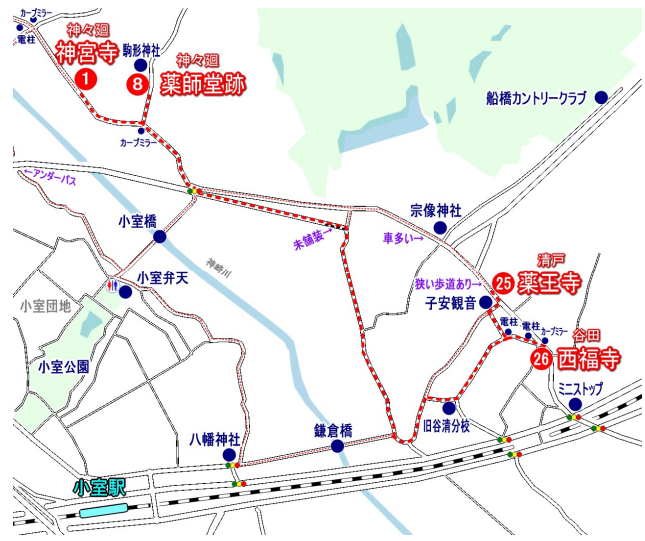 カーブミラー
電柱
神々廻
神宮寺
1
駒形神社
8
神々廻
薬師堂跡
カーブミラー
船橋カントリークラブ
←アンダーパス
小室橋
未舗装→
宗像神社
車多い→
神崎川
小室弁天
小室団地
小室公園
狭い歩道あり→
子安観音
清戸
25
薬王寺
電柱
電柱
カーブミラー
谷田
26
西福寺
ミニストップ
旧谷清分校
八幡神社
鎌倉橋
小室駅